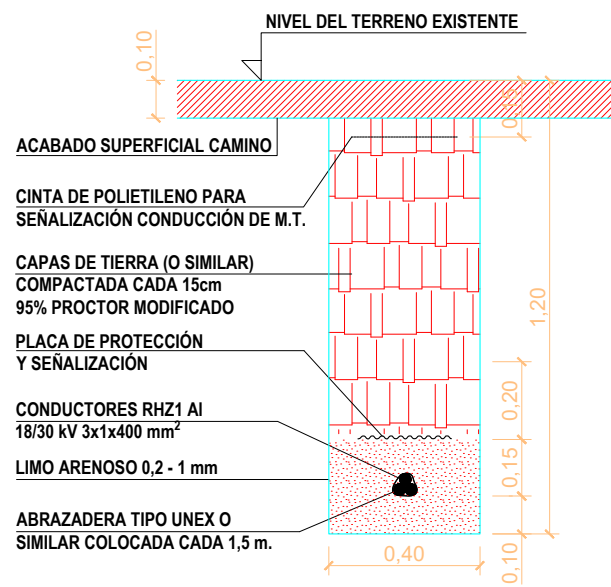 NIVEL DEL TERRENO EXISTENTE
0,10
ACABADO SUPERFICIAL CAMINO
CINTA DE POLIETILENO PARA
SEÑALIZACIÓN CONDUCCIÓN DE M.T.
CAPAS DE TIERRA (O SIMILAR)
COMPACTADA CADA 15cm
95% PROCTOR MODIFICADO
PLACA DE PROTECCIÓN
Y SEÑALIZACIÓN
CONDUCTORES RHZ1 Al
18/30 kV 3x1x400 mm²
LIMO ARENOSO 0,2 - 1 mm
ABRAZADERA TIPO UNEX O
SIMILAR COLOCADA CADA 1,5 m.
1,20
0,20
0,15
0,10
0,40